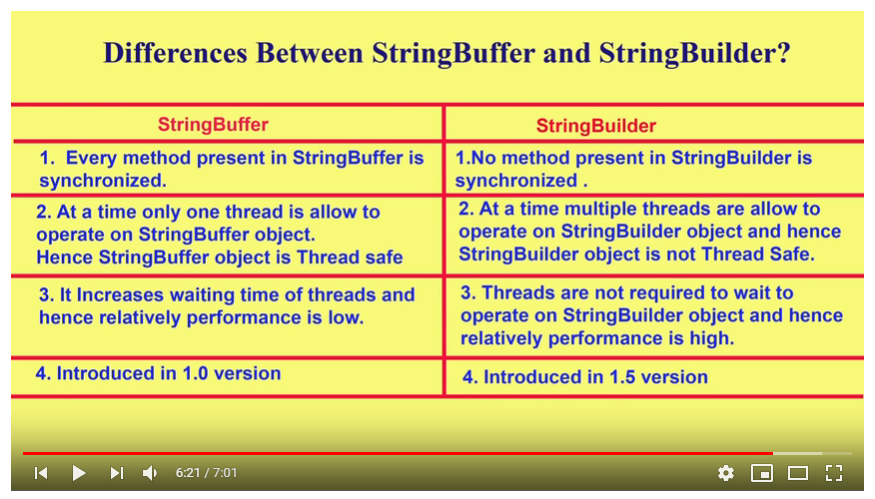 Differences Between StringBuffer and StringBuilder?
StringBuffer
StringBuilder
1. Every method present in StringBuffer is
synchronized.
1.No method present in StringBuilder is
synchronized .
2. At a time only one thread is allow to
operate on StringBuffer object.
Hence StringBuffer object is Thread safe
2. At a time multiple threads are allow to
operate on StringBuilder object and hence
StringBuilder object is not Thread Safe.
3. It Increases waiting time of threads and
hence relatively performance is low.
3. Threads are not required to wait to
operate on StringBuilder object and hence
relatively performance is high.
4. Introduced in 1.0 version
4. Introduced in 1.5 version
6:21 / 7:01